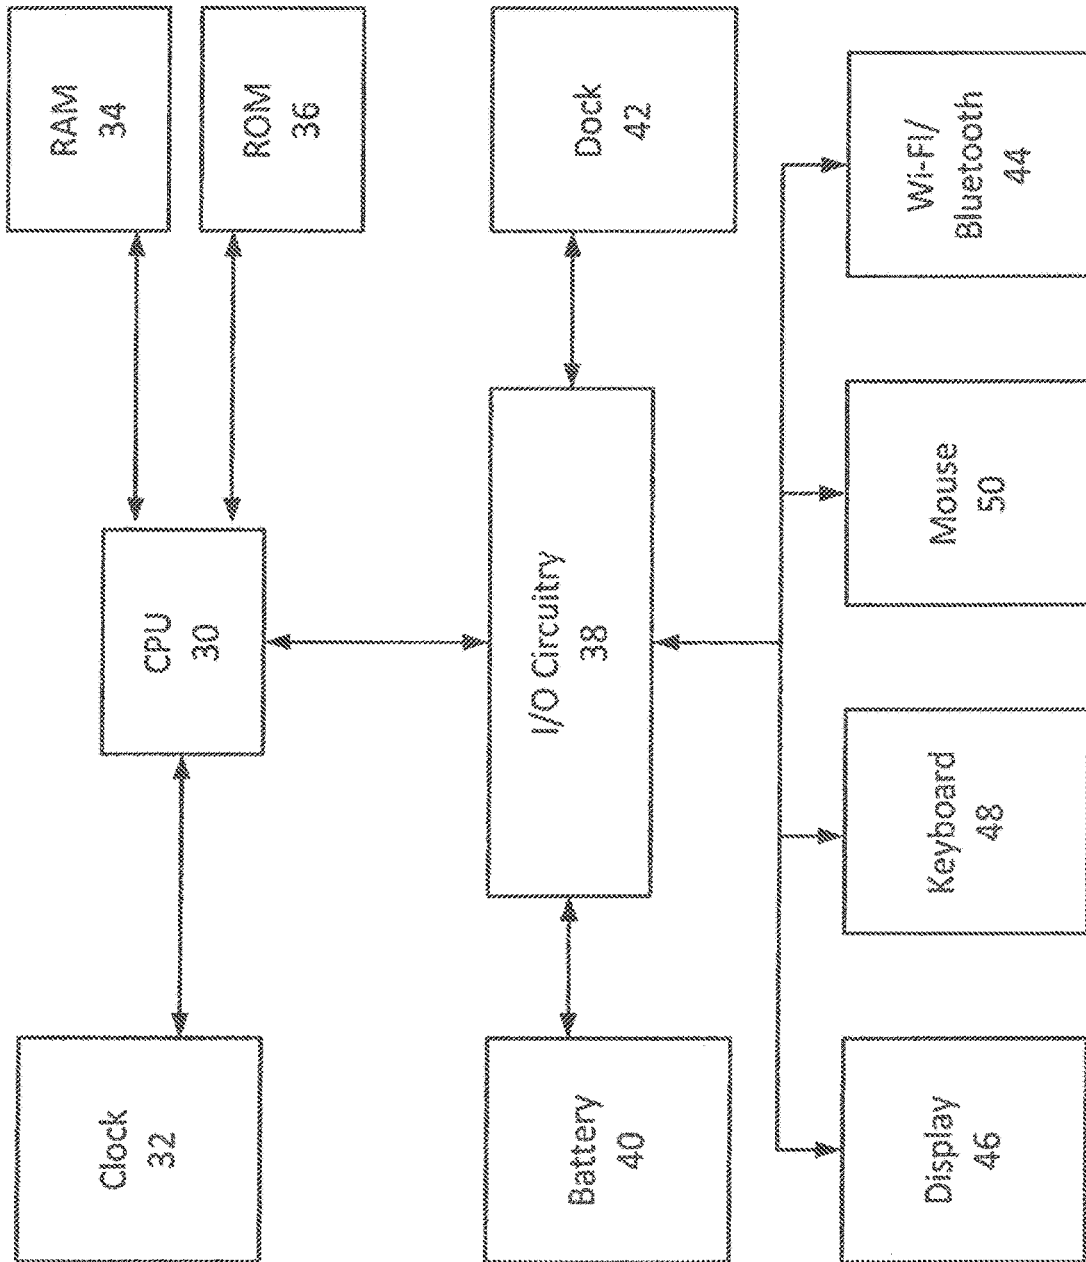 Clock
32
CPU
30
RAM
34
ROM
36
Battery
40
I/O Circuitry
38
Dock
42
Display
46
Keyboard
48
Mouse
50
Wi-Fi/
Bluetooth
44